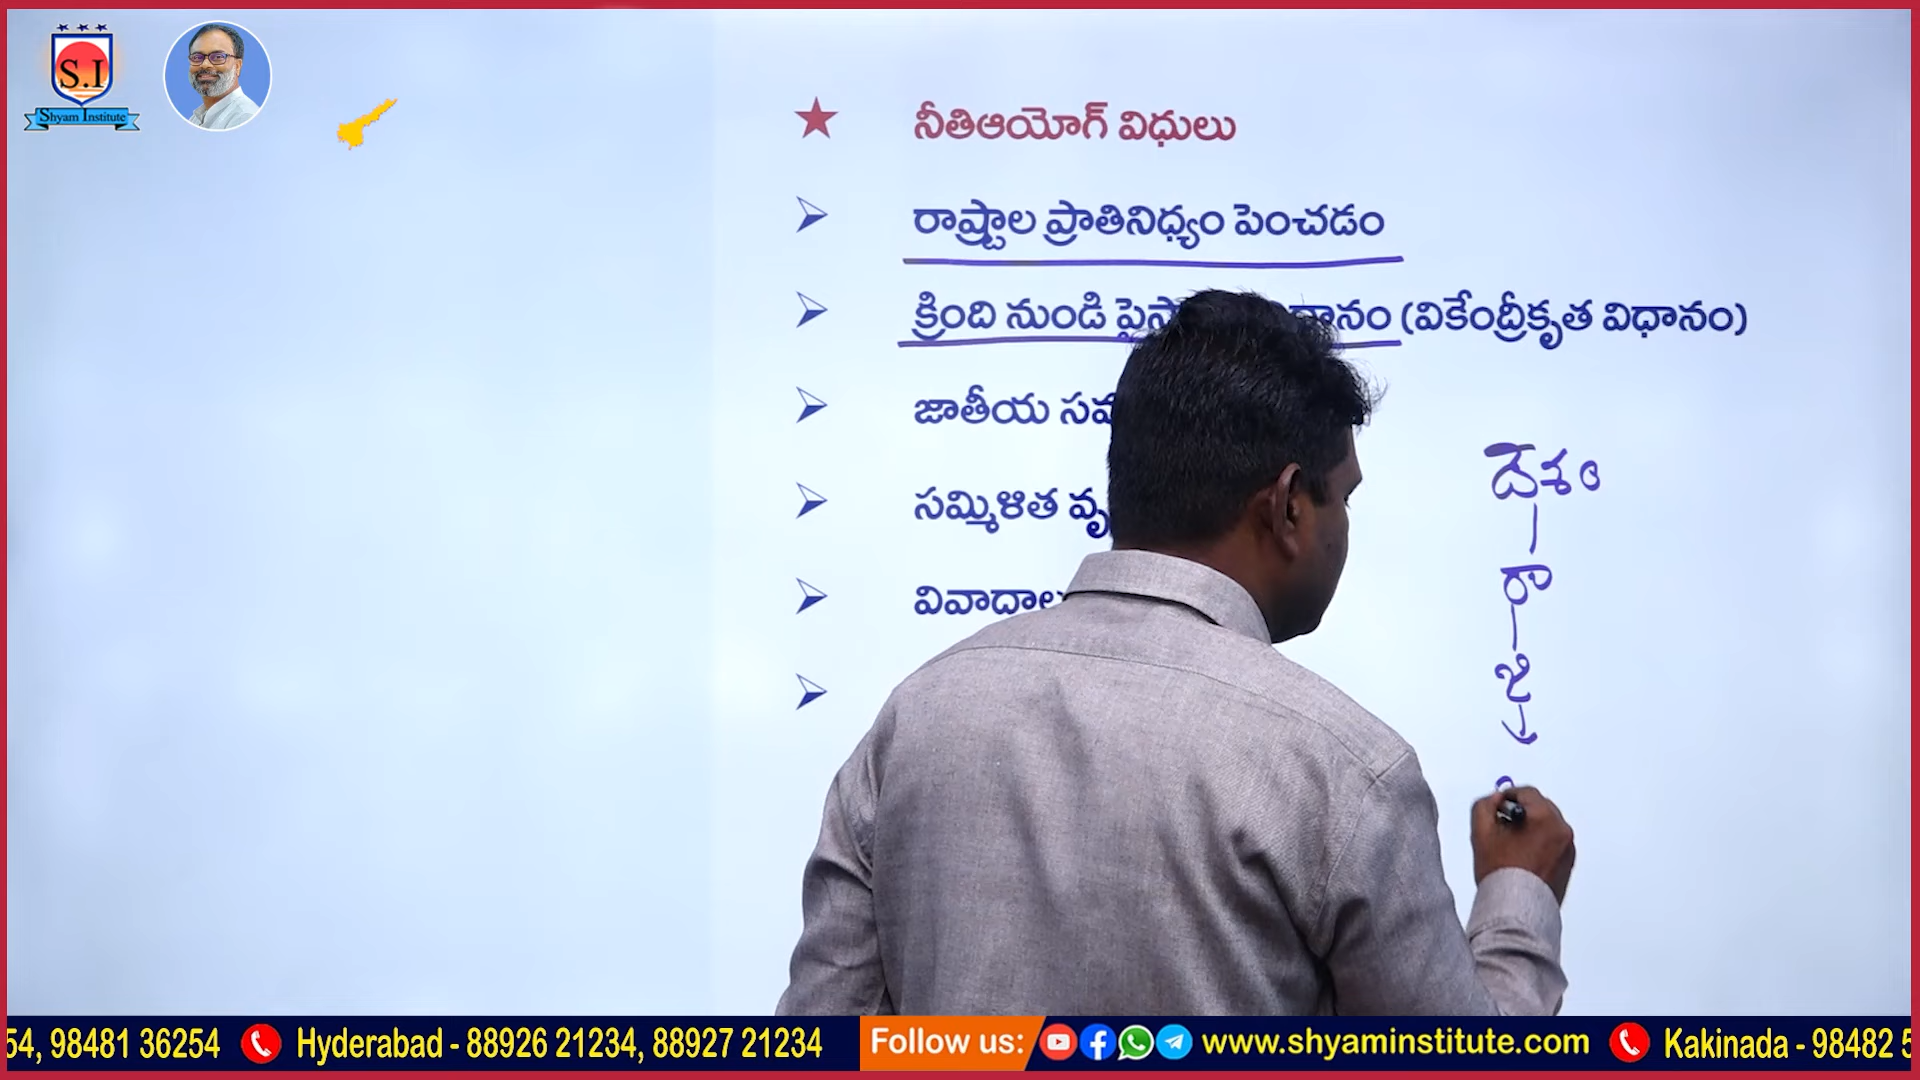 S.I
Shyam Institute
నీతిఆయోగ్ విధులు
రాష్ట్రాల ప్రాతినిధ్యం పెంచడం
క్రింది నుండి (వికేంద్రీకృత విధానం)
జాతీయ
సమ్మిళిత
వివాదాల
దేశం
రా
జి
54, 98481 36254 Hyderabad - 88926 21234, 88927 21234 Follow us: www.shyaminstitute.com Kakinada - 98482 5